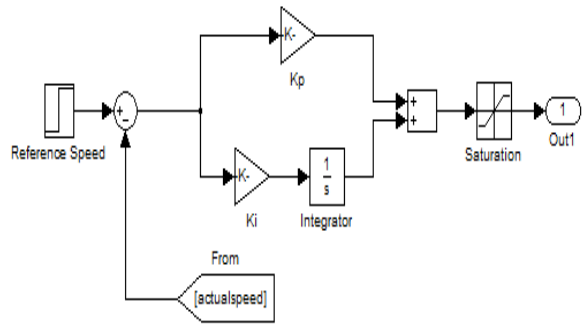 K-
Kp
+
-
Reference Speed
+
+
1
Saturation
Out1
K-
Ki
1
s
Integrator
From
[actualspeed]